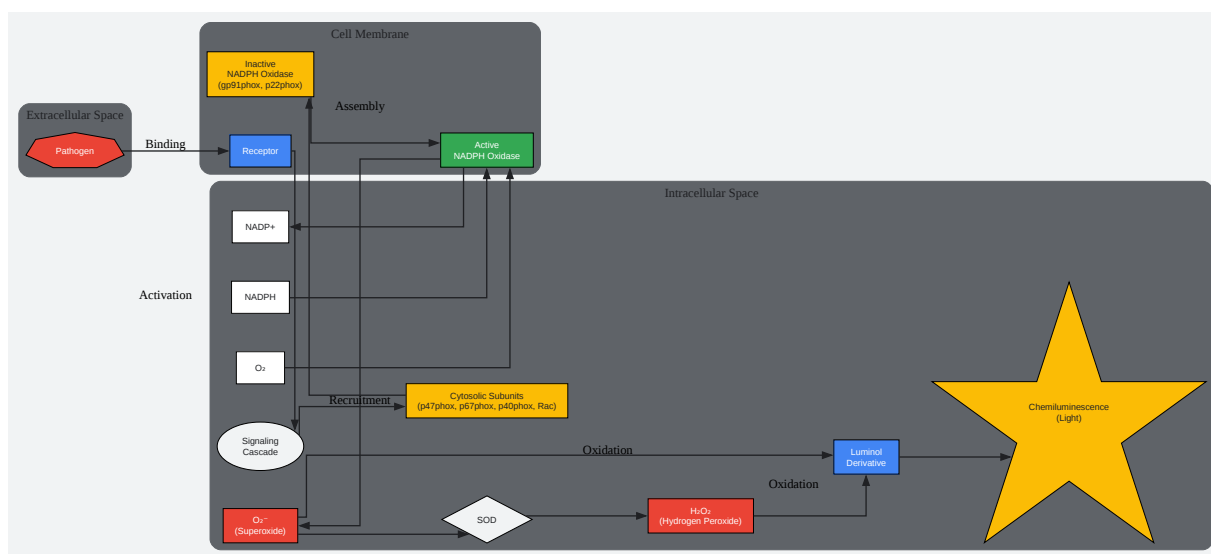 Cell Membrane
Inactive
NADPH Oxidase
(gp91phox, p22phox)
Assembly
Extracellular Space
Pathogen
Binding
Receptor
Active
NADPH Oxidase
Intracellular Space
NADP+
Activation
NADPH
O₂
Recruitment
Cytosolic Subunits
(p47phox, p67phox, p40phox, Rac)
Chemiluminescence
(Light)
Signaling
Cascade
Oxidation
Luminol
Derivative
Oxidation
O₂⁻
(Superoxide)
SOD
H₂O₂
(Hydrogen Peroxide)